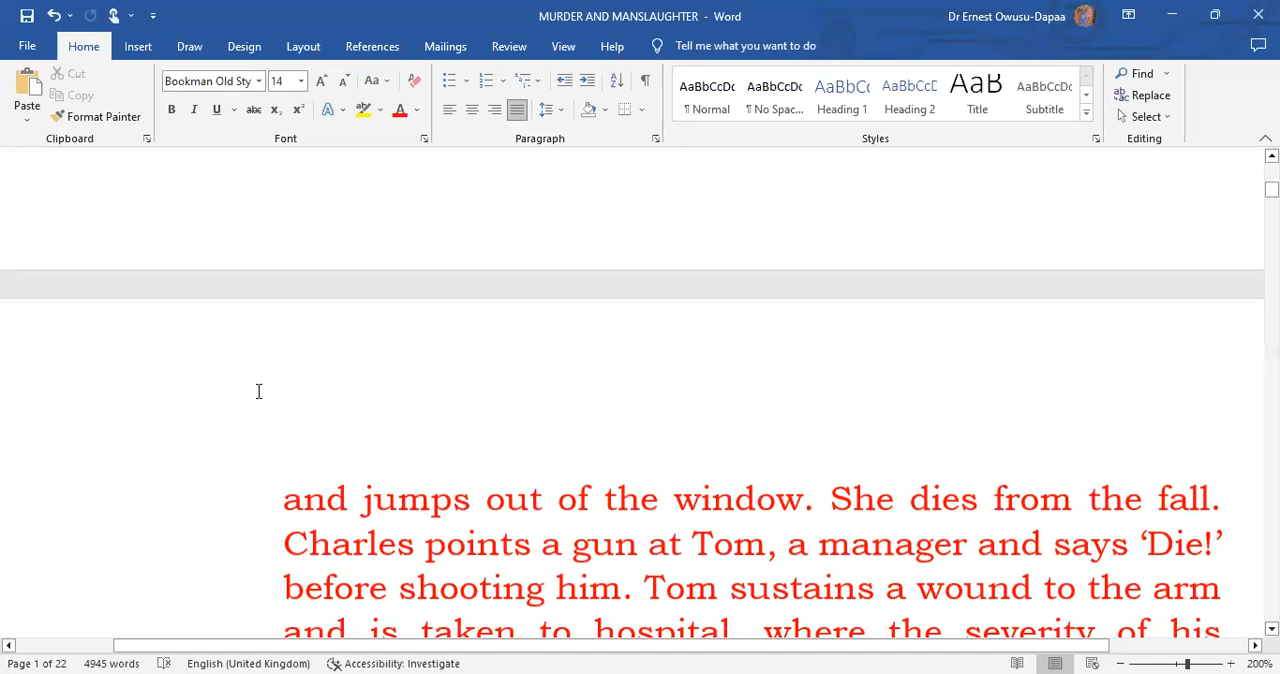 MURDER AND MANSLAUGHTER - Word
Dr Ernest Owusu-Dapaa
File Home Insert Draw Design Layout References Mailings Review View Help Tell me what you want to do
Paste
Cut
Copy
Format Painter
Clipboard
Bookman Old Sty 14
Font
Paragraph
AaBbCcDc AaBbCcDc AaBbCc AaBbCcD AaB AaBbCcDc
¶ Normal ¶ No Spac... Heading 1 Heading 2 Title Subtitle
Styles
Find
Replace
Select
Editing
and jumps out of the window. She dies from the fall.
Charles points a gun at Tom, a manager and says ‘Die!’
before shooting him. Tom sustains a wound to the arm
and is taken to hospital, where the severity of his
Page 1 of 22 4945 words English (United Kingdom) Accessibility: Investigate 200%